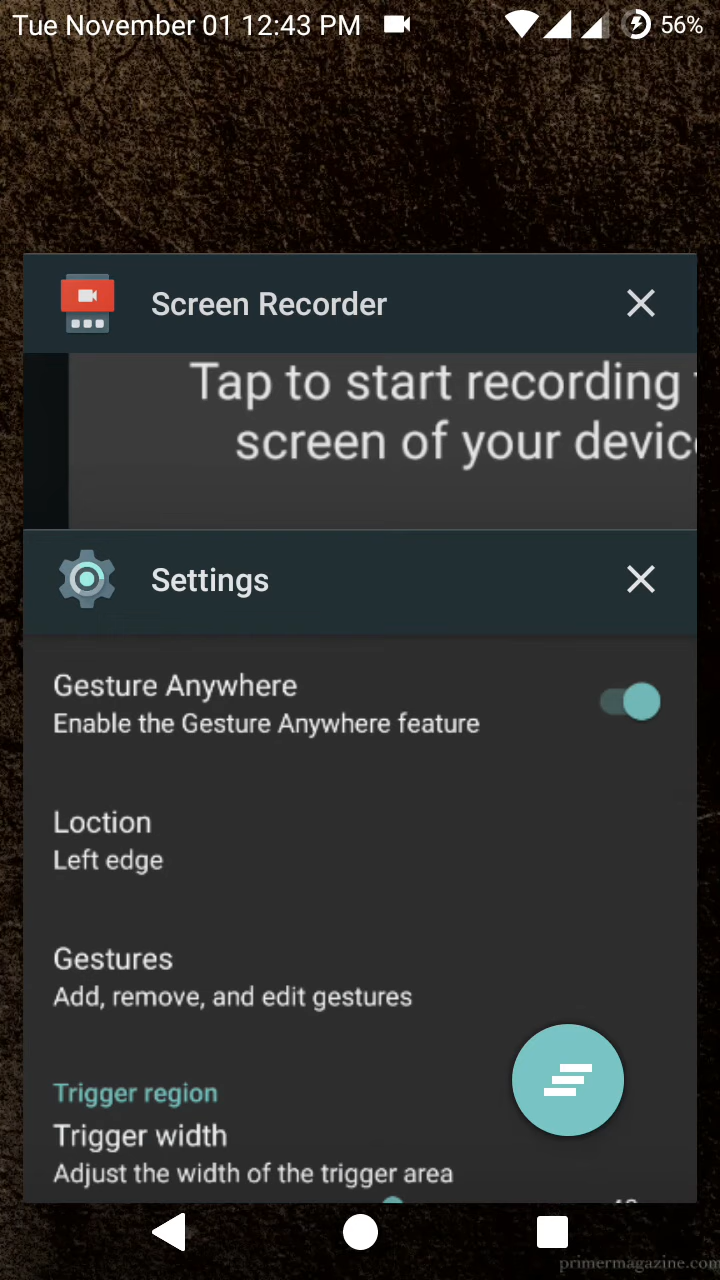 Tue November 01 12:43 PM 56%
Screen Recorder
Tap to start recording
screen of your
Settings
Gesture Anywhere
Enable the Gesture Anywhere feature
Loction
Left edge
Gestures
Add, remove, and edit gestures
Trigger region
Trigger width
Adjust the width of the trigger area
primermagazine.com